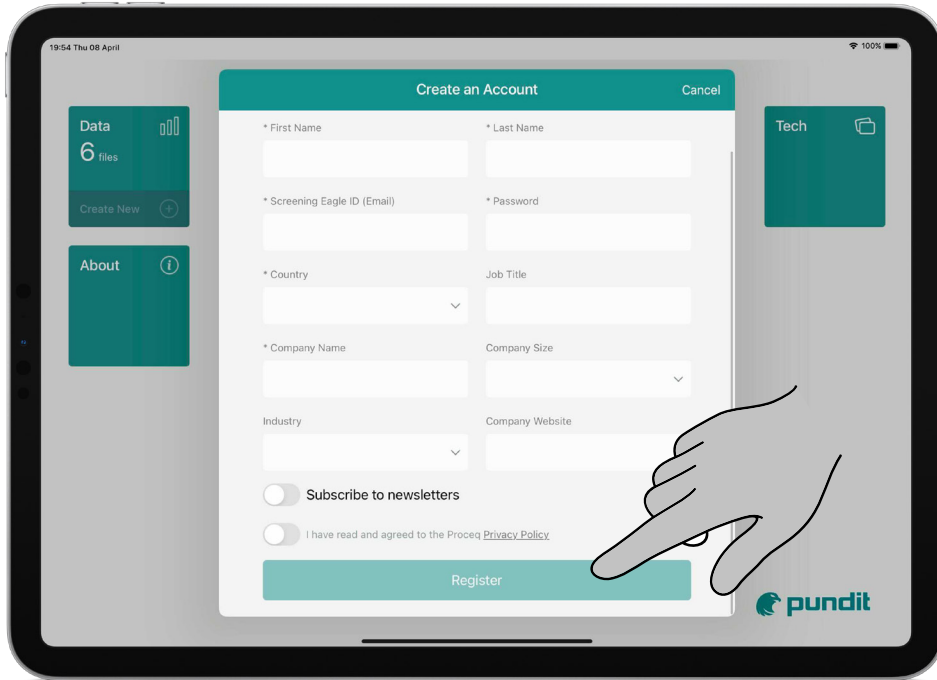 19:54 Thu 08 April
100%
Create an Account
Cancel
Data
6 files
Create New
About
Tech
* First Name
* Last Name
* Screening Eagle ID (Email)
* Password
* Country
Job Title
* Company Name
Company Size
Industry
Company Website
Subscribe to newsletters
I have read and agreed to the Proceq Privacy Policy
Register
pundit